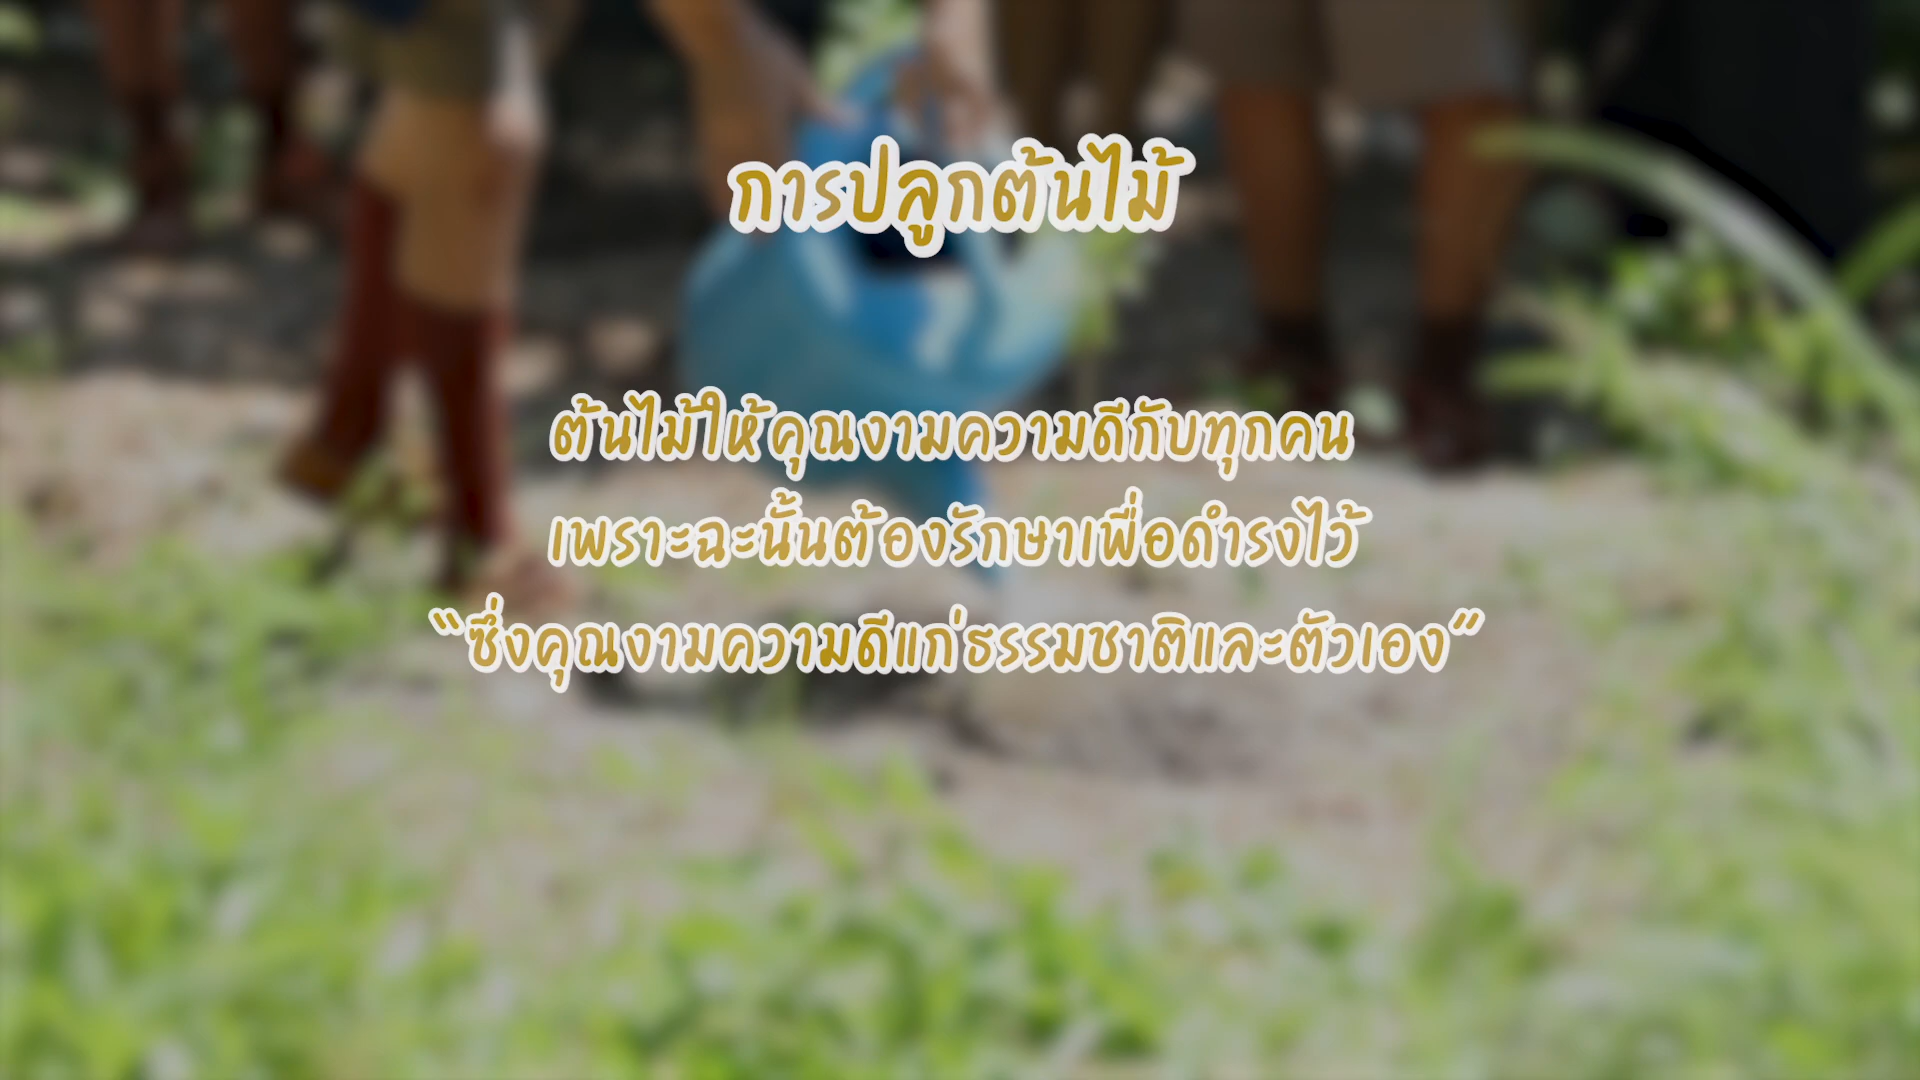 การปลูกต้นไม้
ต้นไม้ให้คุณงามความดีกับทุกคน
เพราะฉะนั้นต้องรักษาเพื่อดำรงไว้
“ซึ่งคุณงามความดีแก่ธรรมชาติและตัวเอง”